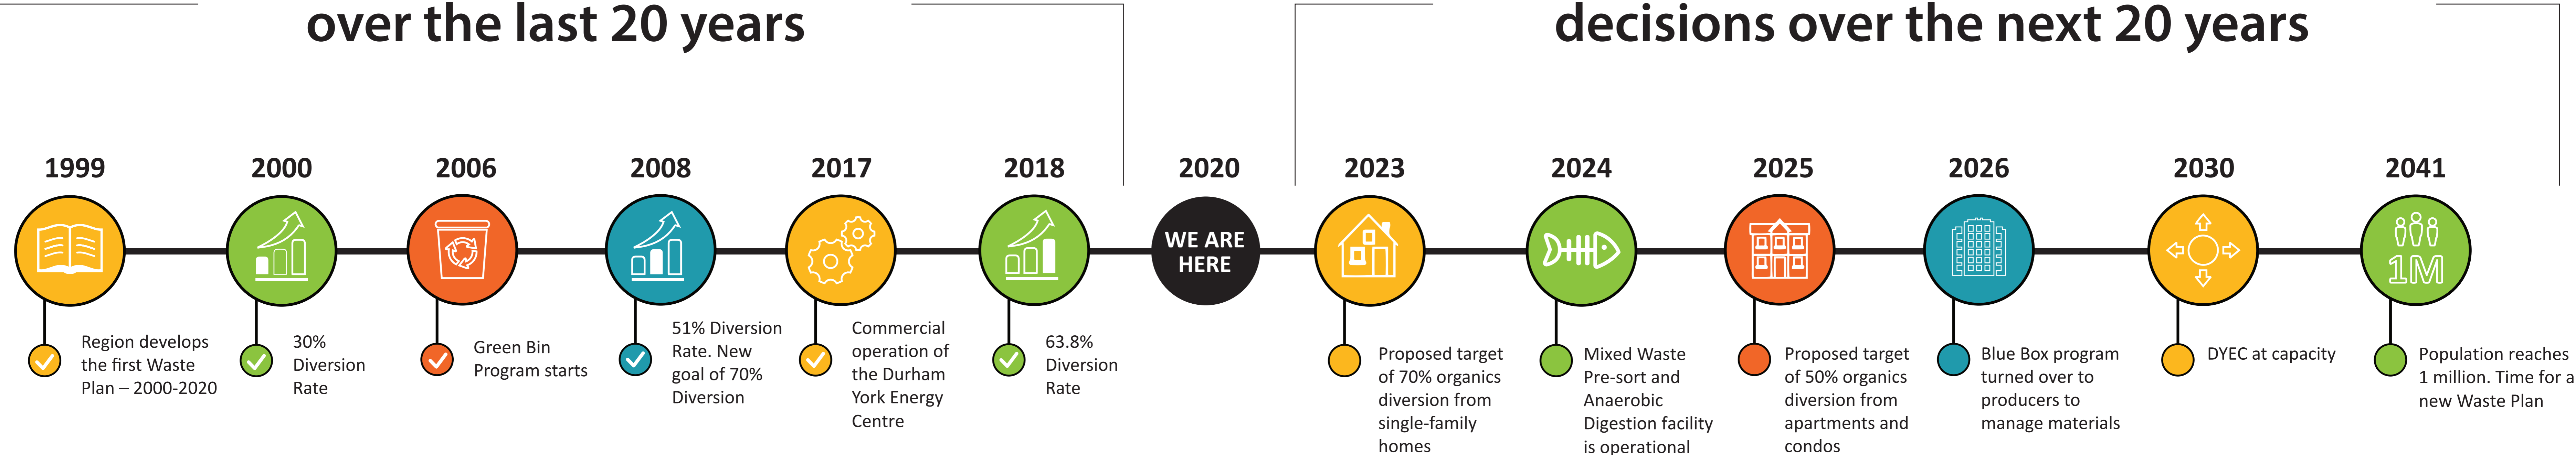 over the last 20 years
decisions over the next 20 years
1999
Region develops
the first Waste
Plan – 2000-2020
2000
30%
Diversion
Rate
2006
Green Bin
Program starts
2008
51% Diversion
Rate. New
goal of 70%
Diversion
2017
Commercial
operation of
the Durham
York Energy
Centre
2018
63.8%
Diversion
Rate
2020
WE ARE
HERE
2023
Proposed target
of 70% organics
diversion from
single-family
homes
2024
Mixed Waste
Pre-sort and
Anaerobic
Digestion facility
is operational
2025
Proposed target
of 50% organics
diversion from
apartments and
condos
2026
Blue Box program
turned over to
producers to
manage materials
2030
DYEC at capacity
2041
1M
Population reaches
1 million. Time for a
new Waste Plan